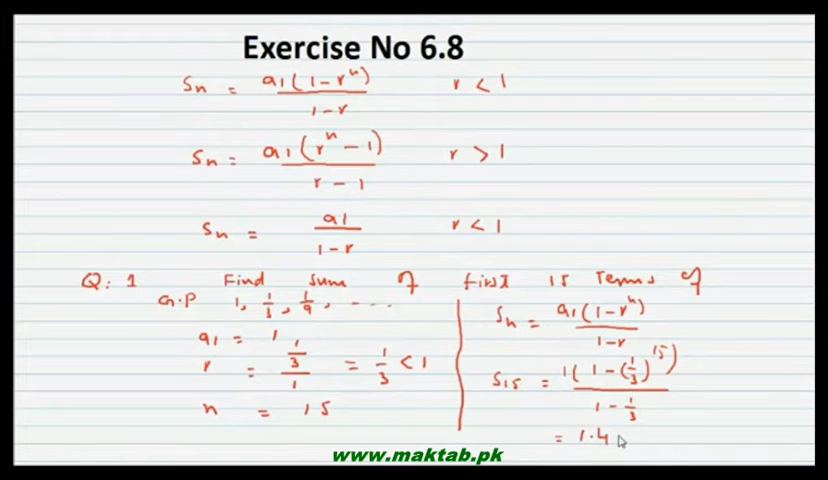 Exercise No 6.8
Sn = a1(1-r^n) / 1-r    r < 1
Sn = a1(r^n - 1) / r - 1    r > 1
Sn = a1 / 1-r    r < 1
Q: 1 Find Sum of first 15 Terms of
G.P 1, 1/3, 1/9, ----
a1 = 1
r = 1/3 / 1 = 1/3 < 1
n = 15
Sn = a1(1-r^n) / 1-r
S15 = 1(1-(1/3)^15) / 1 - 1/3
= 1.4
www.maktab.pk